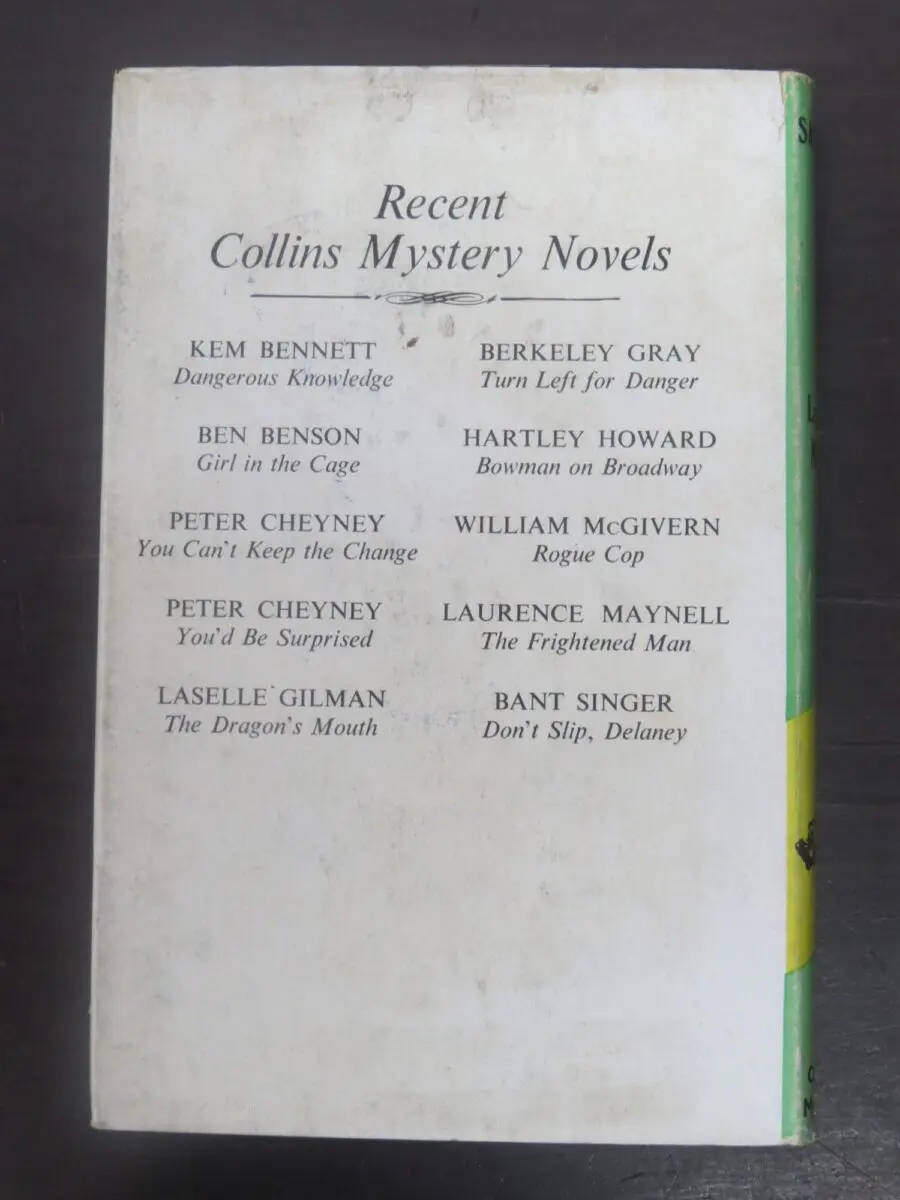 Recent
Collins Mystery Novels
KEM BENNETT
Dangerous Knowledge
BEN BENSON
Girl in the Cage
PETER CHEYNEY
You Can't Keep the Change
PETER CHEYNEY
You'd Be Surprised
LASELLE GILMAN
The Dragon's Mouth
BERKELEY GRAY
Turn Left for Danger
HARTLEY HOWARD
Bowman on Broadway
WILLIAM McGIVERN
Rogue Cop
LAURENCE MAYNELL
The Frightened Man
BANT SINGER
Don't Slip, Delaney